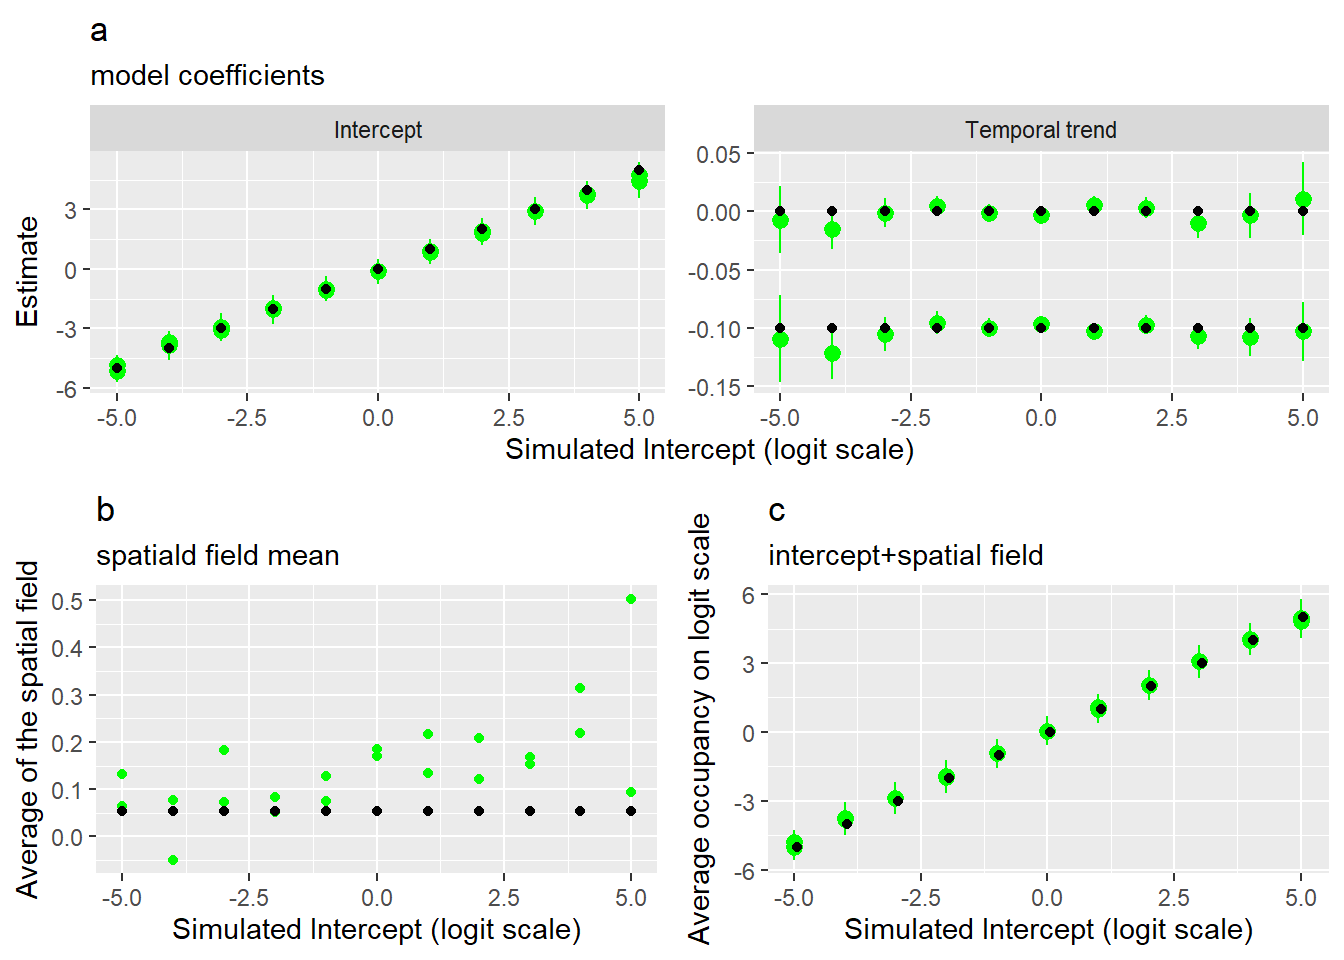 a
model coefficients
Intercept
Temporal trend
Estimate
3
0
-3
-6
0.05
0.00
-0.05
-0.10
-0.15
-5.0 -2.5 0.0 2.5 5.0
-5.0 -2.5 0.0 2.5 5.0
Simulated Intercept (logit scale)
b
spatiald field mean
Average of the spatial field
0.5
0.4
0.3
0.2
0.1
0.0
-5.0 -2.5 0.0 2.5 5.0
Simulated Intercept (logit scale)
c
intercept+spatial field
Average occupancy on logit scale
6
3
0
-3
-6
-5.0 -2.5 0.0 2.5 5.0
Simulated Intercept (logit scale)